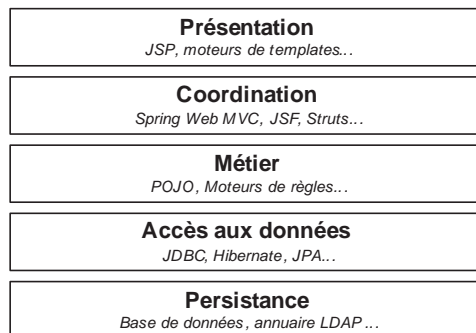 Présentation
JSP, moteurs de templates...
Coordination
Spring Web MVC, JSF, Struts...
Métier
POJO, Moteurs de règles...
Accès aux données
JDBC, Hibernate, JPA...
Persistance
Base de données, annuaire LDAP...